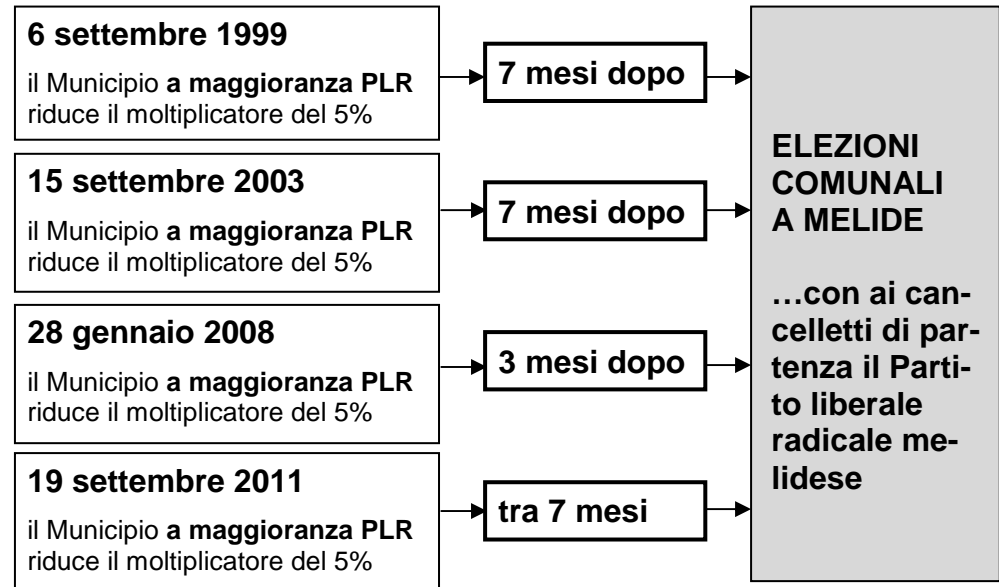 6 settembre 1999
il Municipio a maggioranza PLR
riduce il moltiplicatore del 5%
7 mesi dopo
15 settembre 2003
il Municipio a maggioranza PLR
riduce il moltiplicatore del 5%
7 mesi dopo
28 gennaio 2008
il Municipio a maggioranza PLR
riduce il moltiplicatore del 5%
3 mesi dopo
19 settembre 2011
il Municipio a maggioranza PLR
riduce il moltiplicatore del 5%
tra 7 mesi
ELEZIONI
COMUNALI
A MELIDE
…con ai can-
celletti di par-
tenza il Parti-
to liberale
radicale me-
lidese